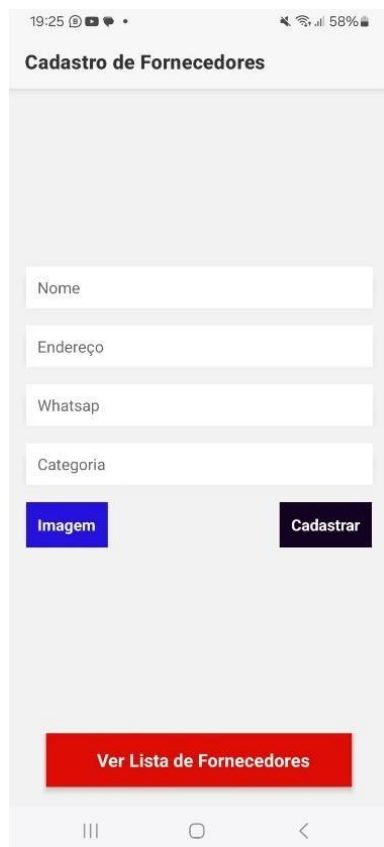 19:25 58%
Cadastro de Fornecedores
Nome
Endereço
Whatsap
Categoria
Imagem Cadastrar
Ver Lista de Fornecedores